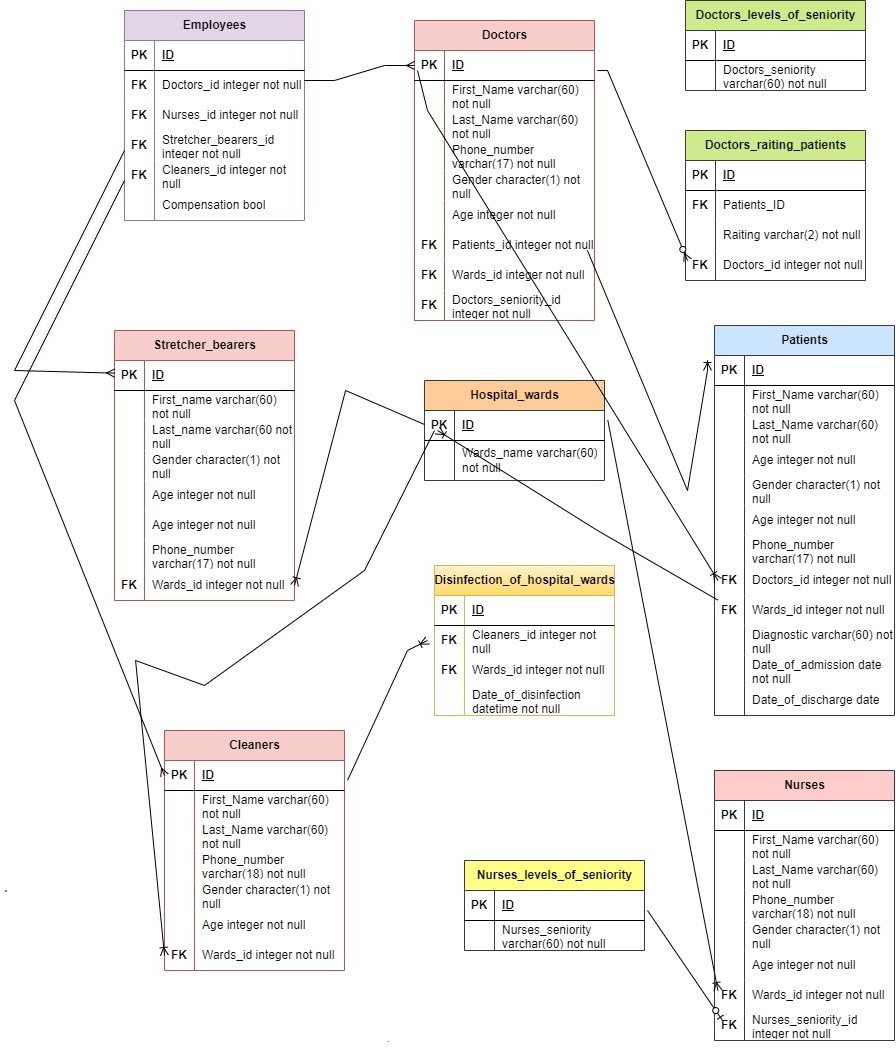 Employees
PK ID
FK Doctors_id integer not null
FK Nurses_id integer not null
FK Stretcher_bearers_id
integer not null
FK Cleaners_id integer not
null
Compensation bool
Doctors
PK ID
First_Name varchar(60)
not null
Last_Name varchar(60)
not null
Phone_number
varchar(17) not null
Gender character(1) not
null
Age integer not null
FK Patients_id integer not null
FK Wards_id integer not null
FK Doctors_seniority_id
integer not null
Doctors_levels_of_seniority
PK ID
Doctors_seniority
varchar(60) not null
Doctors_raiting_patients
PK ID
FK Patients_ID
Raiting varchar(2) not null
FK Doctors_id integer not null
Stretcher_bearers
PK ID
First_name varchar(60)
not null
Last_name varchar(60 not
null
Gender character(1) not
null
Age integer not null
Age integer not null
Phone_number
varchar(17) not null
FK Wards_id integer not null
Hospital_wards
PK ID
Wards_name varchar(60)
not null
Patients
PK ID
First_Name varchar(60)
not null
Last_Name varchar(60)
not null
Age integer not null
Gender character(1) not
null
Age integer not null
Phone_number
varchar(17) not null
FK Doctors_id integer not null
FK Wards_id integer not null
Diagnostic varchar(60) not
null
Date_of_admission date
not null
Date_of_discharge date
Disinfection_of_hospital_wards
PK ID
FK Cleaners_id integer not
null
FK Wards_id integer not null
Date_of_disinfection
datetime not null
Cleaners
PK ID
First_Name varchar(60)
not null
Last_Name varchar(60)
not null
Phone_number
varchar(18) not null
Gender character(1) not
null
Age integer not null
FK Wards_id integer not null
Nurses_levels_of_seniority
PK ID
Nurses_seniority
varchar(60) not null
Nurses
PK ID
First_Name varchar(60)
not null
Last_Name varchar(60)
not null
Phone_number
varchar(18) not null
Gender character(1) not
null
Age integer not null
FK Wards_id integer not null
FK Nurses_seniority_id
integer not null